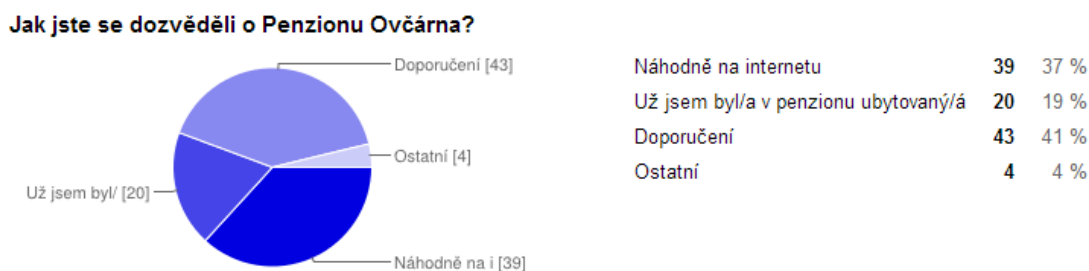 Jak jste se dozvěděli o Penzionu Ovčárna?
Doporučení [43]
Ostatní [4]
Už jsem byl/ [20]
Náhodně na i [39]
Náhodně na internetu 39 37 %
Už jsem byl/a v penzionu ubytovaný/á 20 19 %
Doporučení 43 41 %
Ostatní 4 4 %